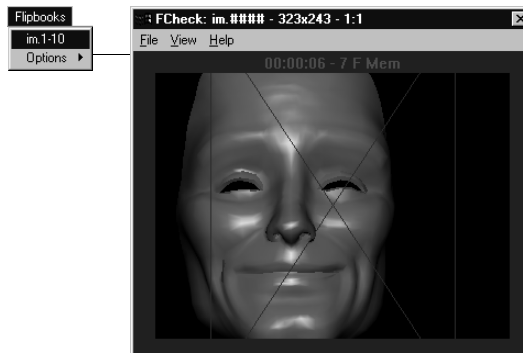 Flipbooks
im.1-10
Options
FCheck: im.#### - 323x243 - 1:1
File View Help
00:00:06 - 7 F Mem